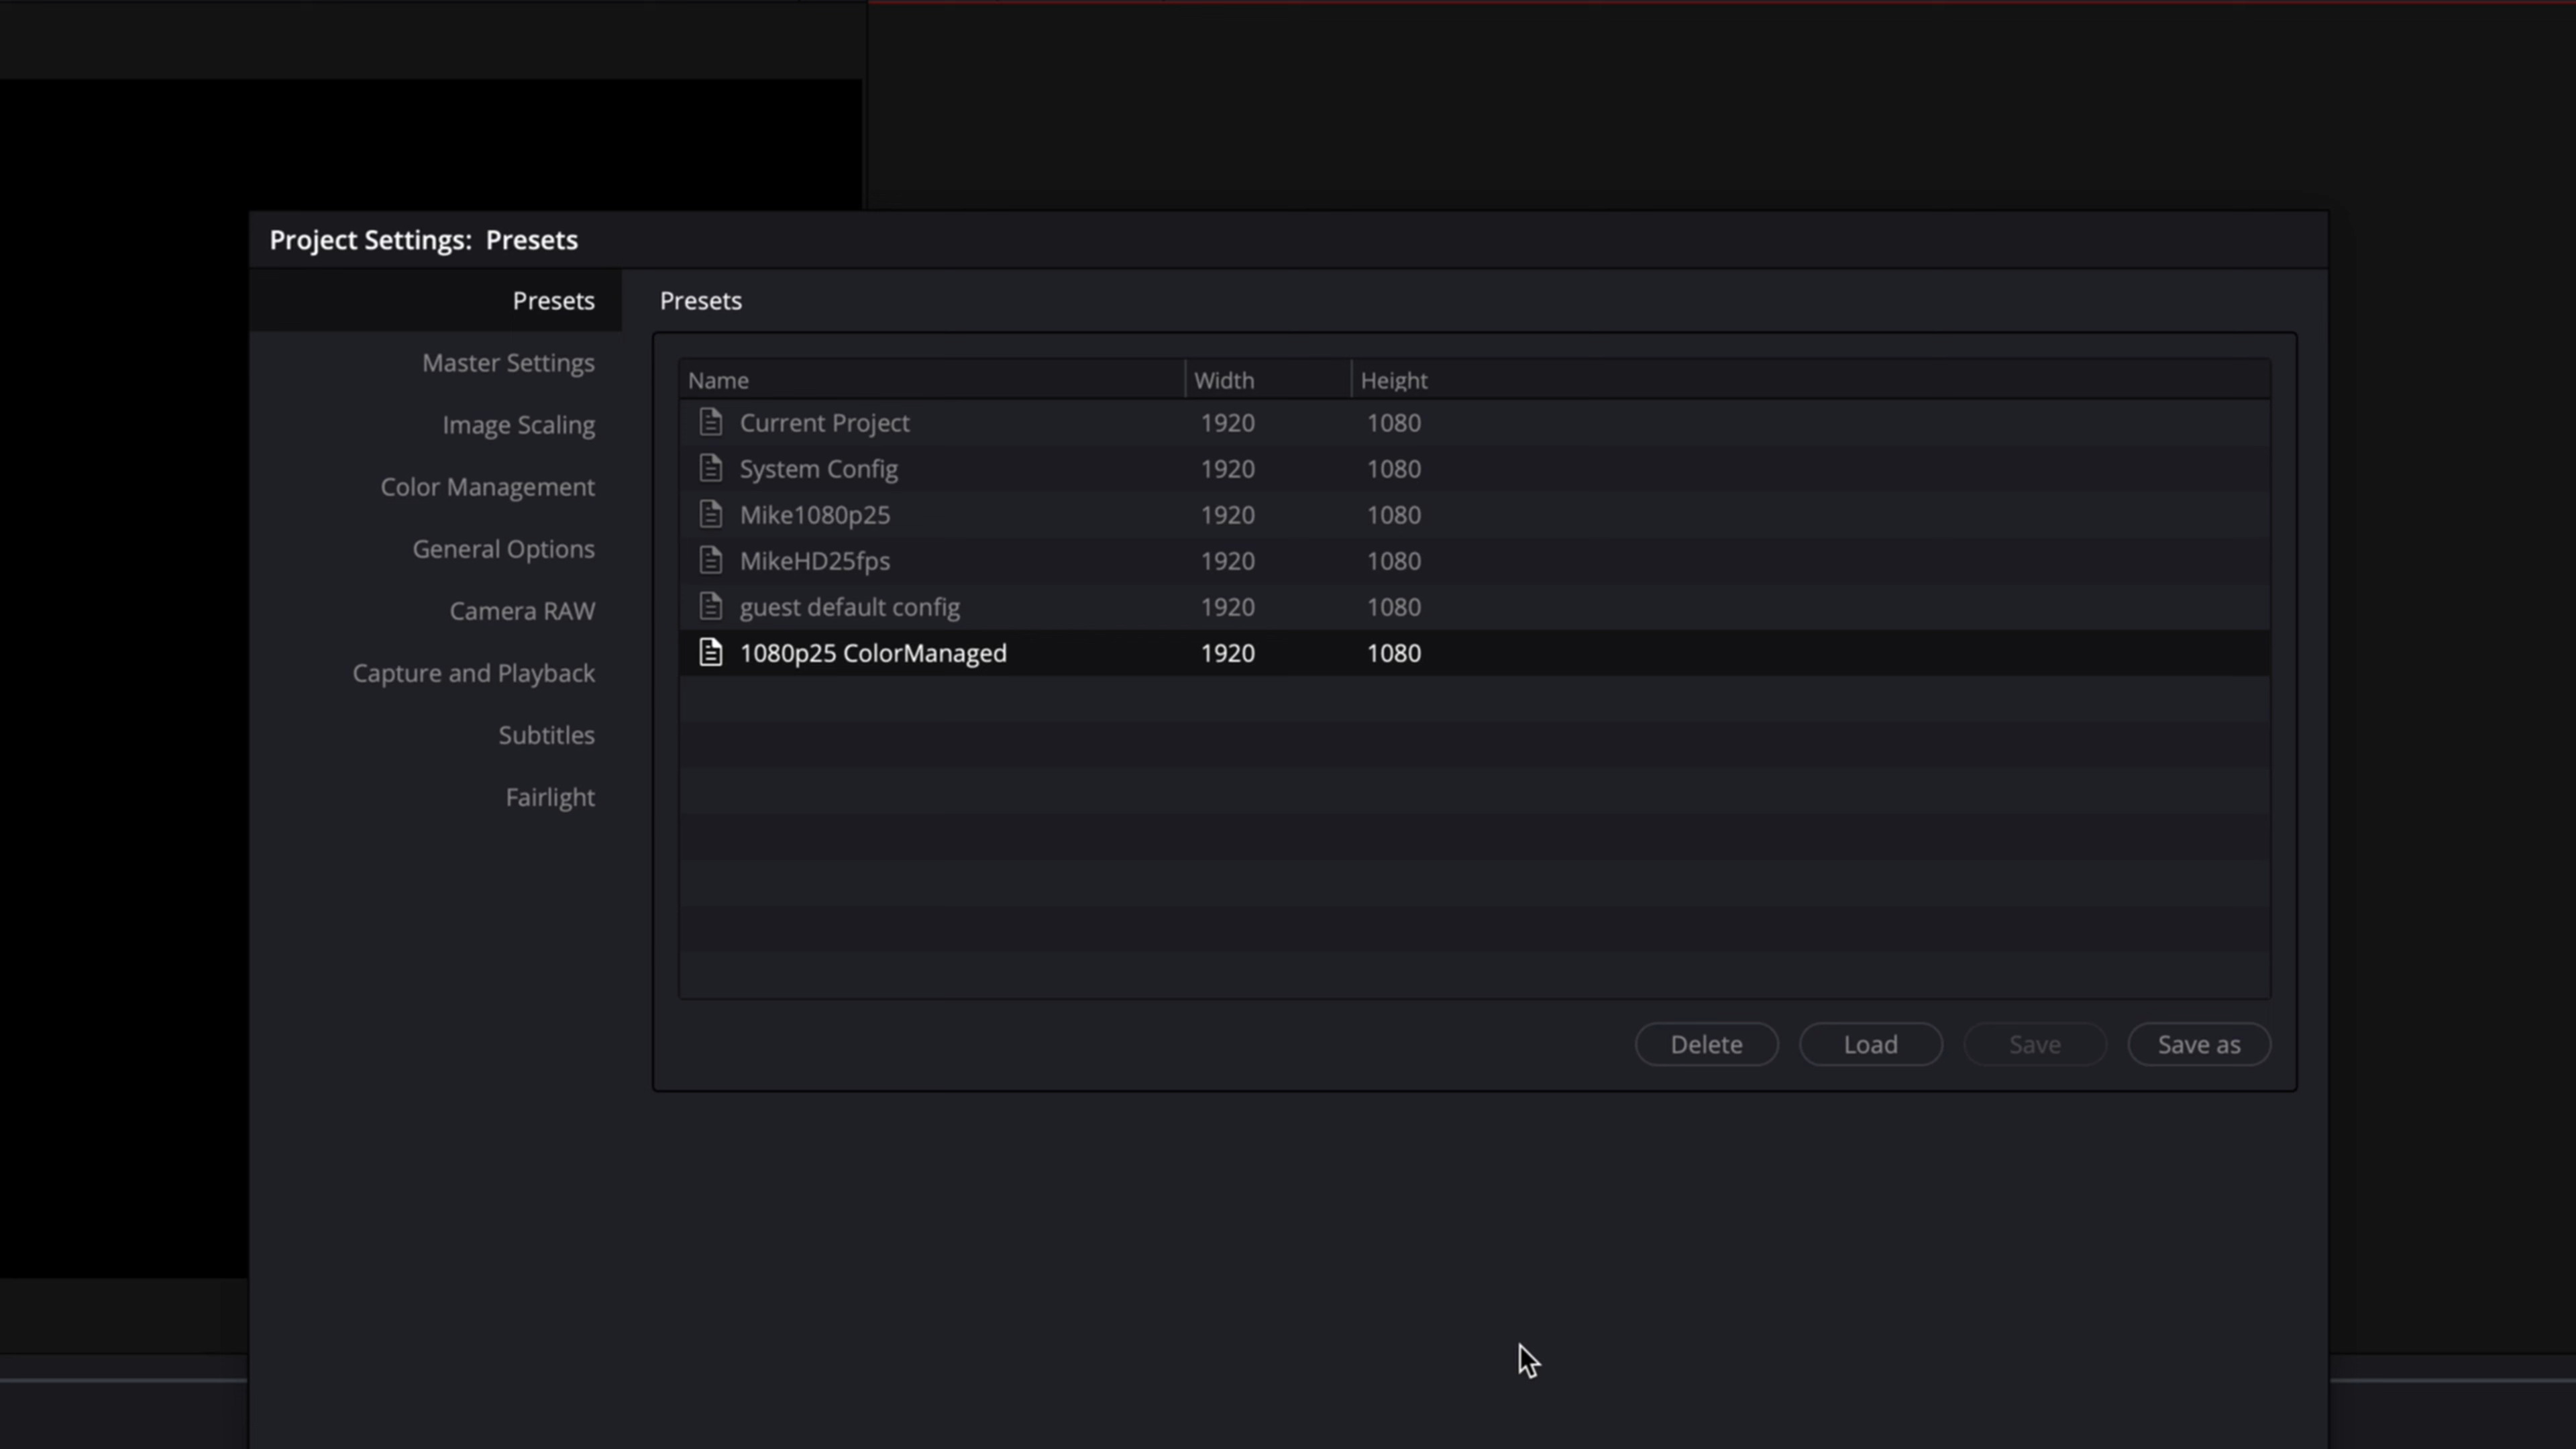 Project Settings: Presets
Presets
Master Settings
Image Scaling
Color Management
General Options
Camera RAW
Capture and Playback
Subtitles
Fairlight
Presets
Name Width Height
Current Project 1920 1080
System Config 1920 1080
Mike1080p25 1920 1080
MikeHD25fps 1920 1080
guest default config 1920 1080
1080p25 ColorManaged 1920 1080
Delete Load Save Save as